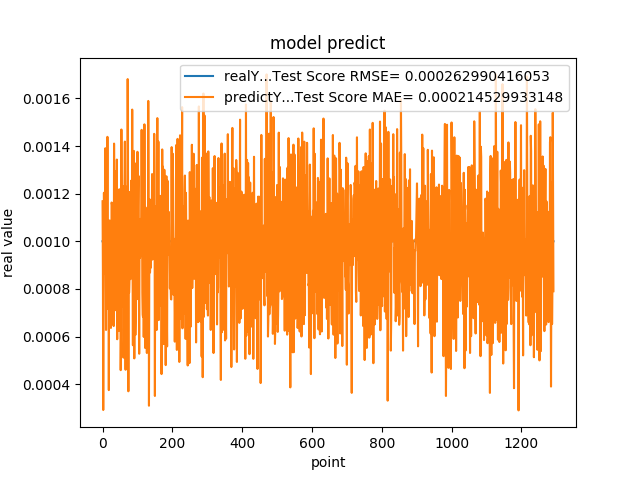 model predict
realY...Test Score RMSE= 0.000262990416053
predictY...Test Score MAE= 0.000214529933148
real value
0.0016
0.0014
0.0012
0.0010
0.0008
0.0006
0.0004
0 200 400 600 800 1000 1200
point